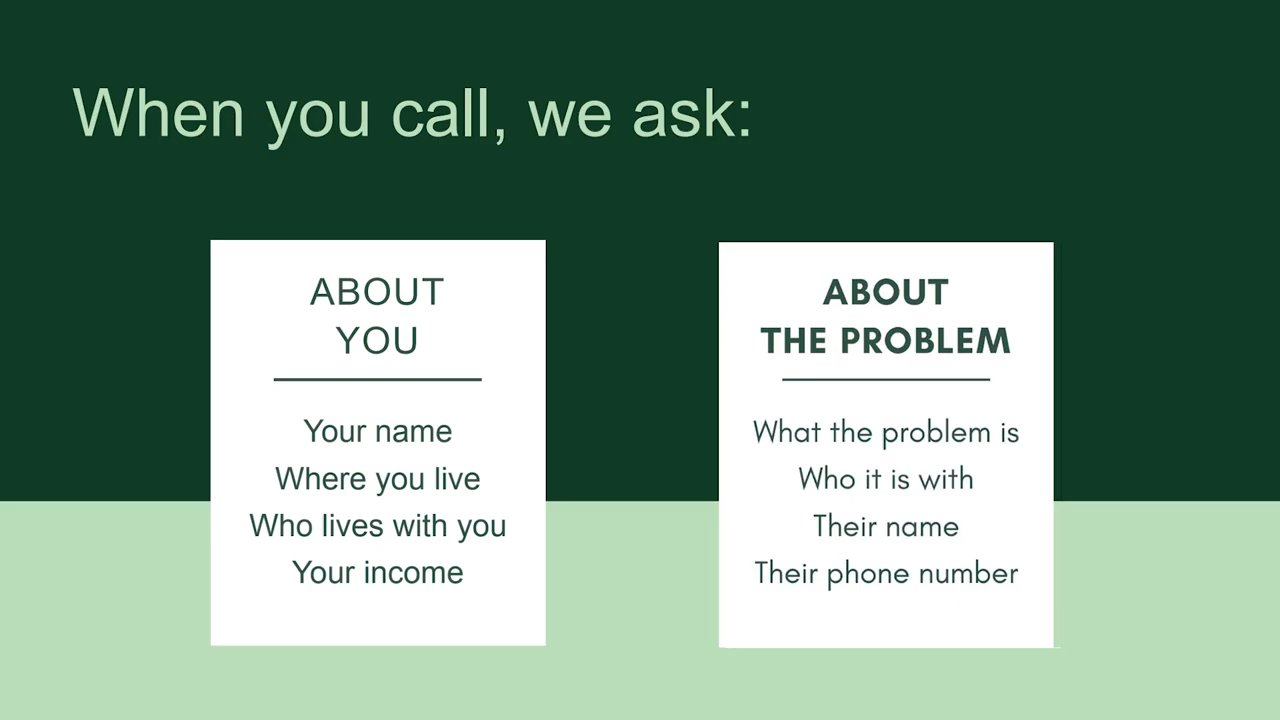 When you call, we ask:
ABOUT
YOU
Your name
Where you live
Who lives with you
Your income
ABOUT
THE PROBLEM
What the problem is
Who it is with
Their name
Their phone number